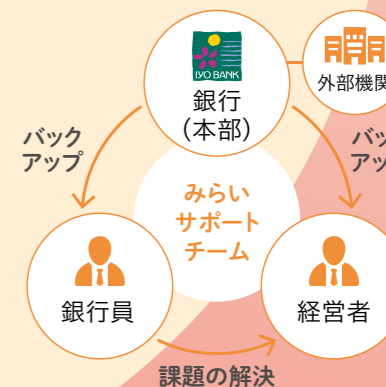 IYO BANK
銀行
(本部)
外部機関
バック
アップ
バッ
アッ
みらい
サポート
チーム
銀行員
経営者
課題の解決